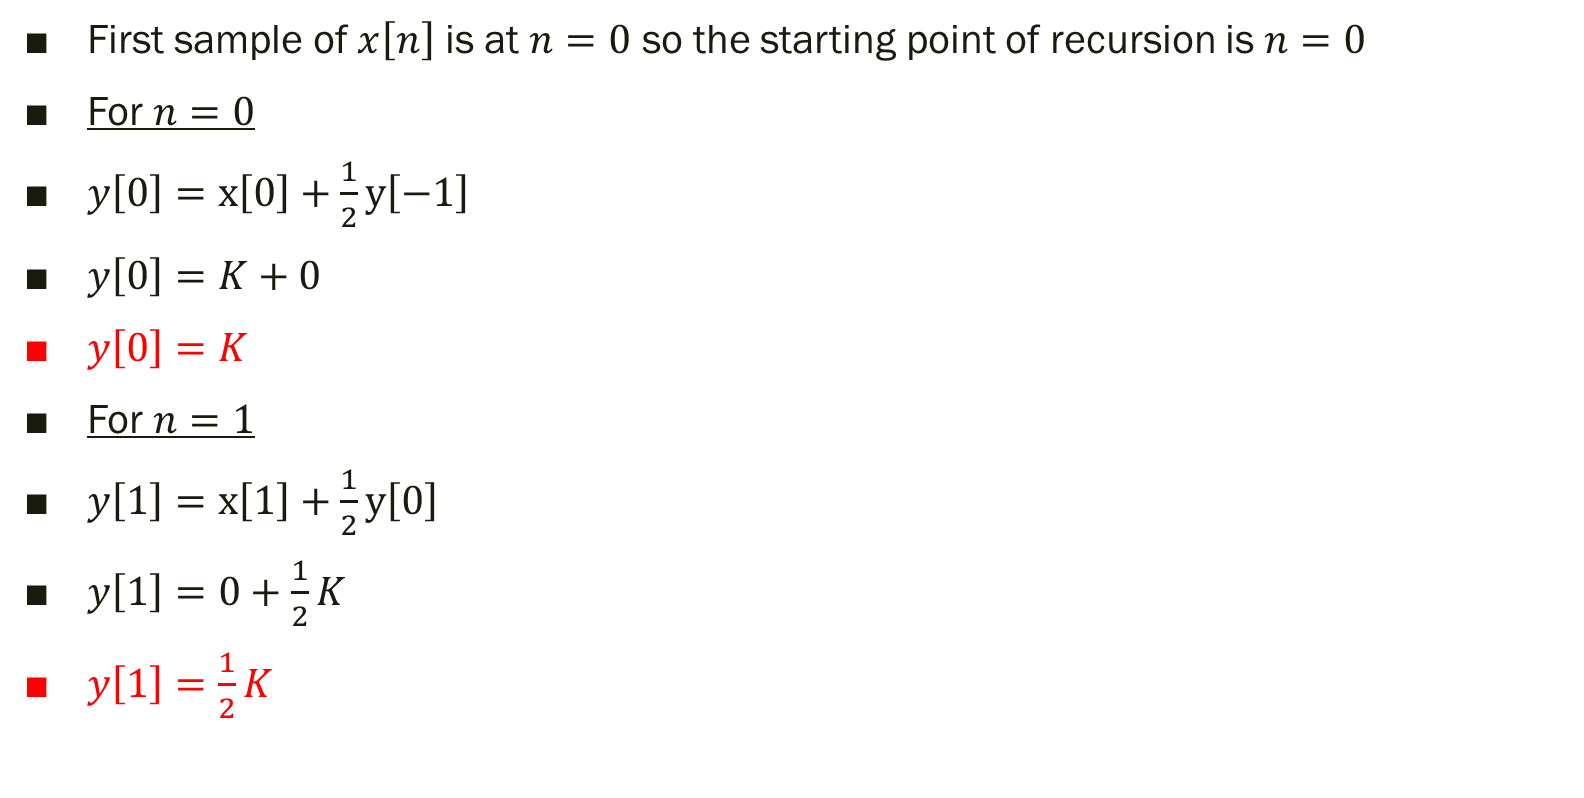 ▪ First sample of 𝑥[𝑛] is at 𝑛 = 0 so the starting point of recursion is 𝑛 = 0
▪ For 𝑛 = 0
▪ 𝑦[0] = x[0] + 1/2 y[−1]
▪ 𝑦[0] = 𝐾 + 0
▪ 𝑦[0] = 𝐾
▪ For 𝑛 = 1
▪ 𝑦[1] = x[1] + 1/2 y[0]
▪ 𝑦[1] = 0 + 1/2 𝐾
▪ 𝑦[1] = 1/2 𝐾